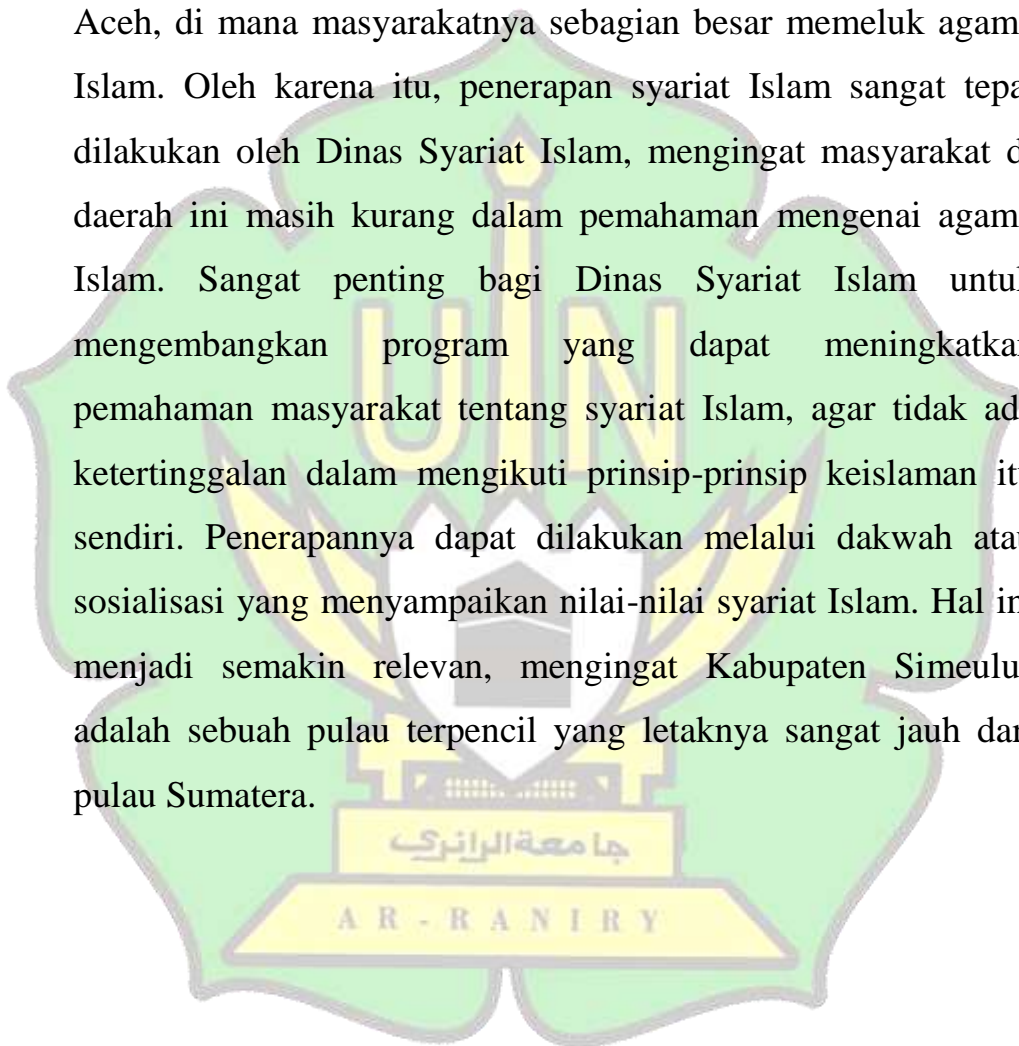 Aceh, di mana masyarakatnya sebagian besar memeluk agam
Islam. Oleh karena itu, penerapan syariat Islam sangat tepa
dilakukan oleh Dinas Syariat Islam, mengingat masyarakat d
daerah ini masih kurang dalam pemahaman mengenai agam
Islam. Sangat penting bagi Dinas Syariat Islam untu
mengembangkan program yang dapat meningkatka
pemahaman masyarakat tentang syariat Islam, agar tidak ad
ketertinggalan dalam mengikuti prinsip-prinsip keislaman it
sendiri. Penerapannya dapat dilakukan melalui dakwah ata
sosialisasi yang menyampaikan nilai-nilai syariat Islam. Hal in
menjadi semakin relevan, mengingat Kabupaten Simeulu
adalah sebuah pulau terpencil yang letaknya sangat jauh dar
pulau Sumatera.
UIN
جامعة الرانري
AR-RANIRY